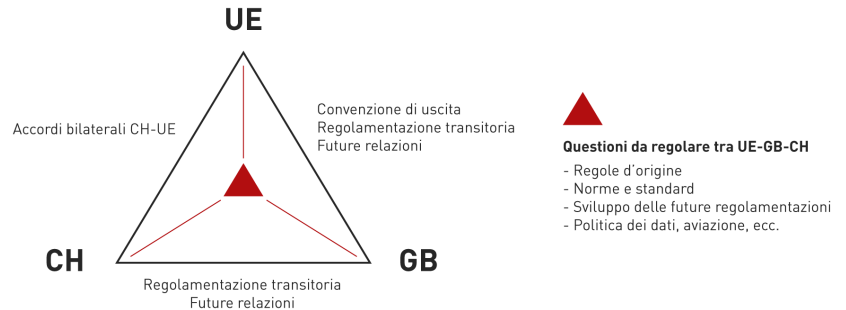 UE
Accordi bilaterali CH-UE
Convenzione di uscita
Regolamentazione transitoria
Future relazioni
CH
GB
Regolamentazione transitoria
Future relazioni
Questioni da regolare tra UE-GB-CH
- Regole d'origine
- Norme e standard
- Sviluppo delle future regolamentazioni
- Politica dei dati, aviazione, ecc.